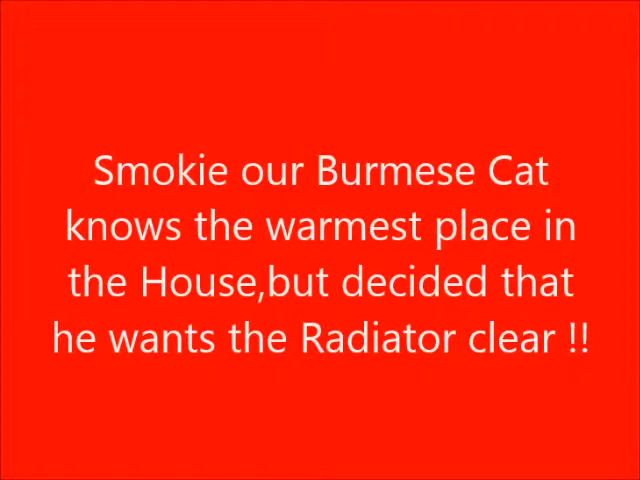 Smokie our Burmese Cat
knows the warmest place in
the House,but decided that
he wants the Radiator clear !!